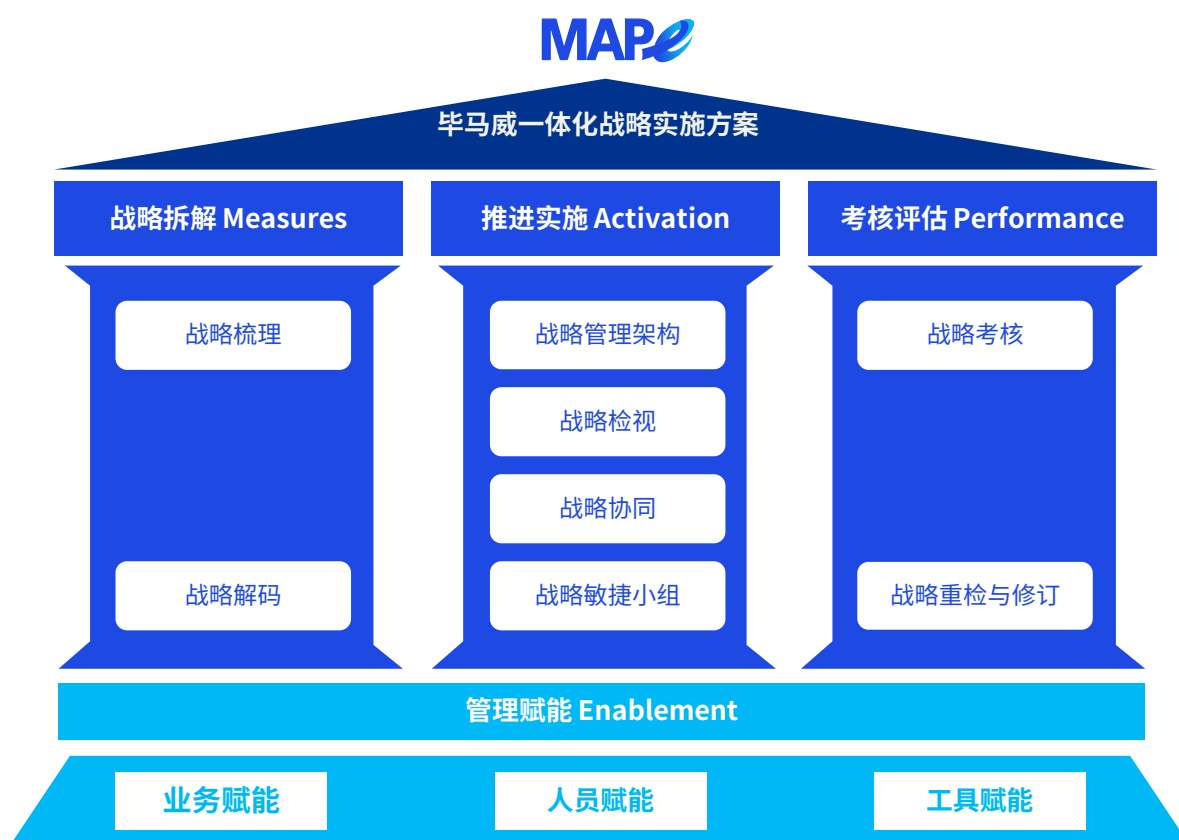 MAPe
毕马威一体化战略实施方案
战略拆解 Measures
推进实施 Activation
考核评估 Performance
战略梳理
战略解码
战略管理架构
战略检视
战略协同
战略敏捷小组
战略考核
战略重检与修订
管理赋能 Enablement
业务赋能
人员赋能
工具赋能